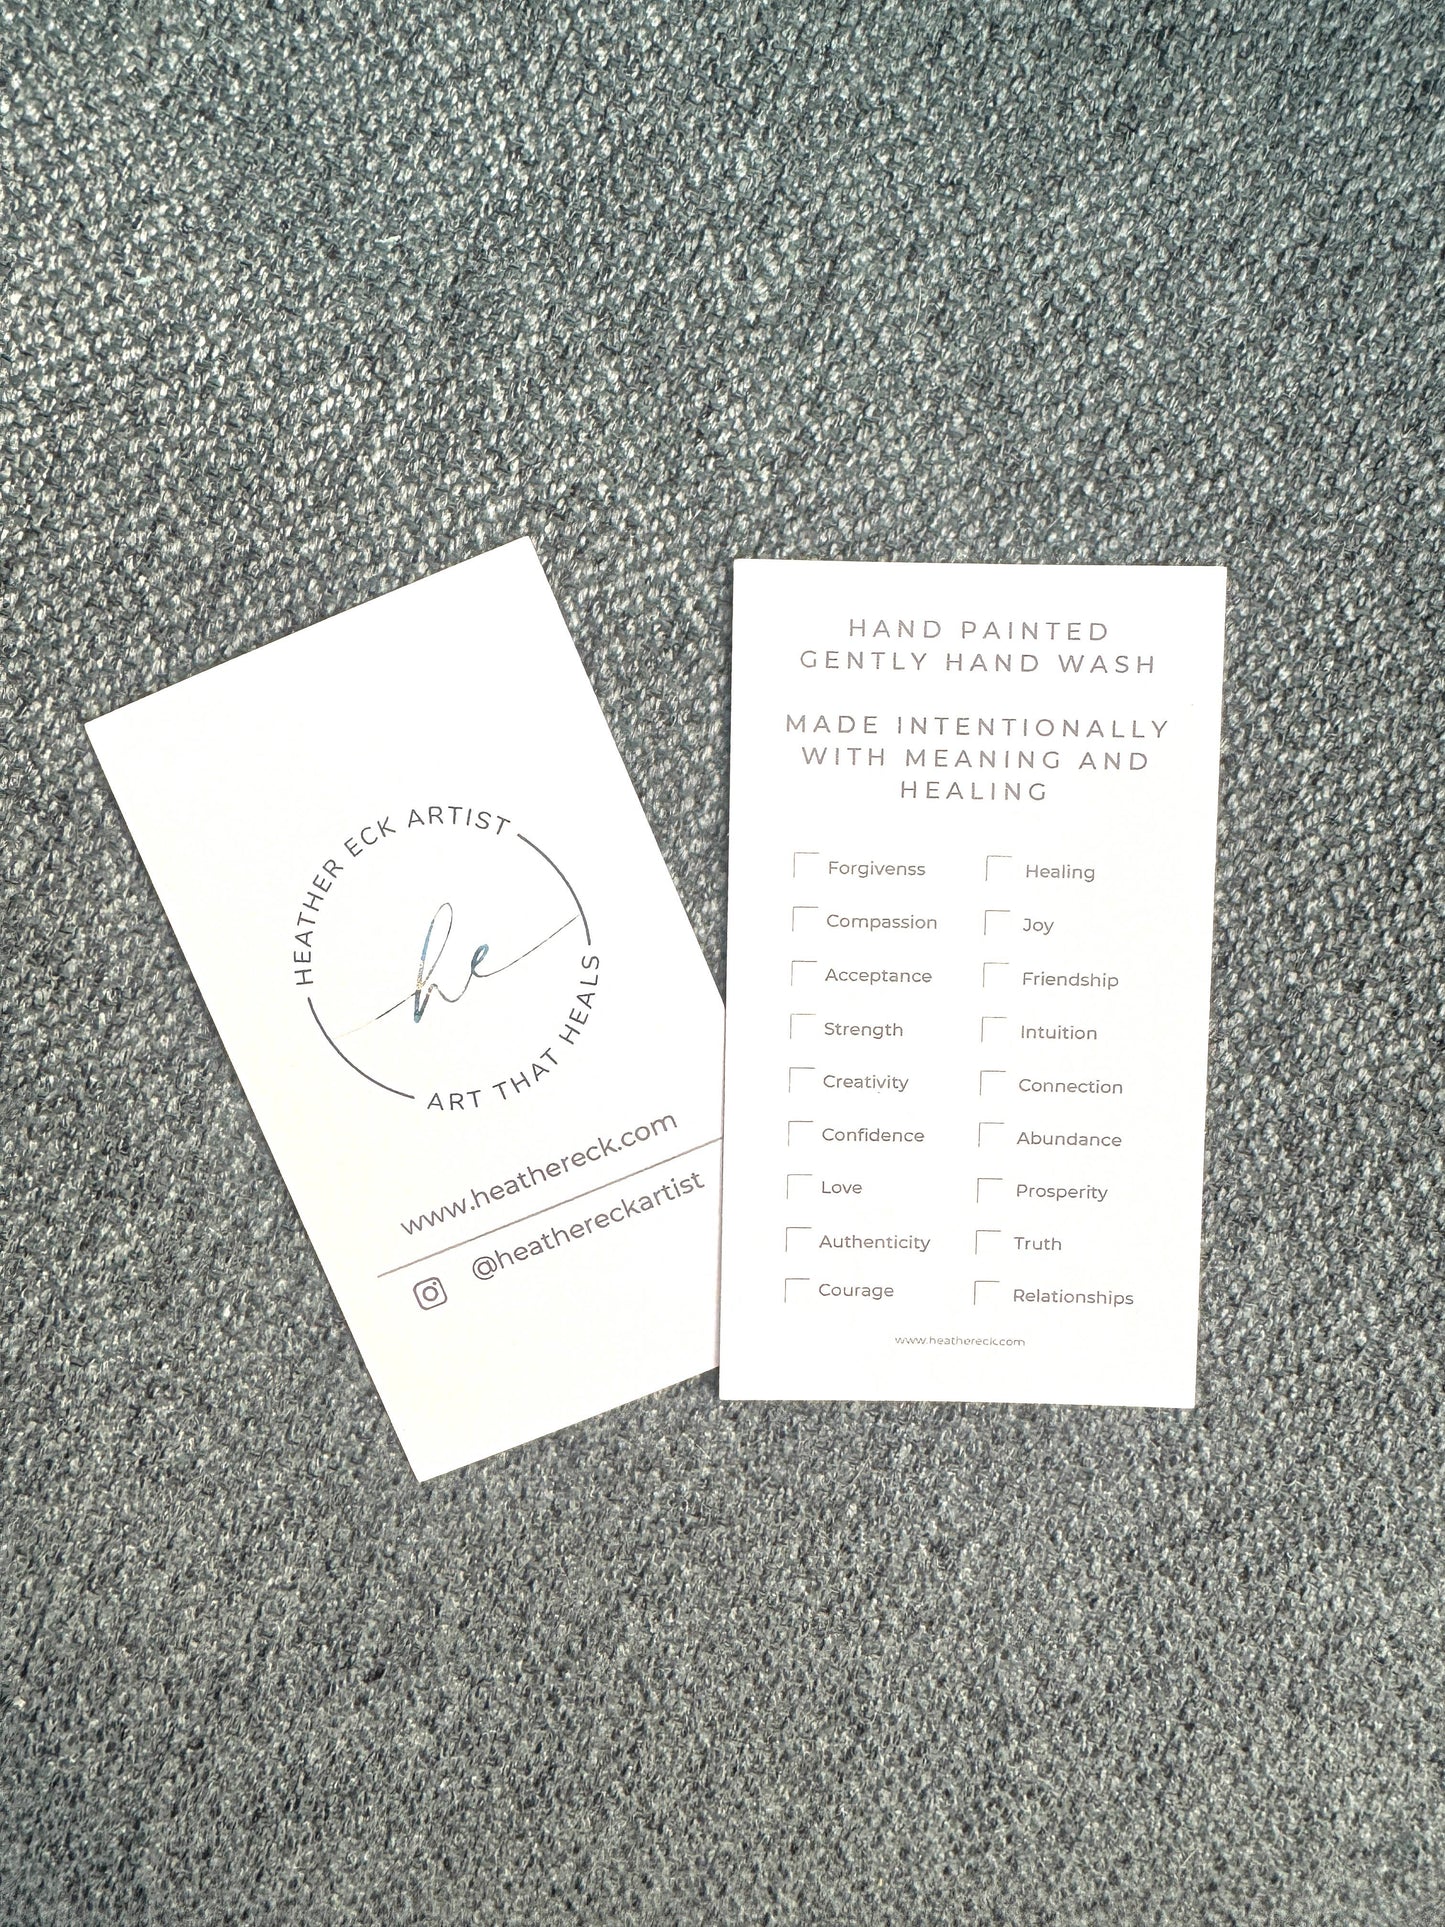 HEATHER ECK ARTIST
he
ART THAT HEALS
www.heathereck.com
@heathereckartist
HAND PAINTED
GENTLY HAND WASH
MADE INTENTIONALLY
WITH MEANING AND
HEALING
Forgivenss
Compassion
Acceptance
Strength
Creativity
Confidence
Love
Authenticity
Courage
Healing
Joy
Friendship
Intuition
Connection
Abundance
Prosperity
Truth
Relationships
www.heathereck.com